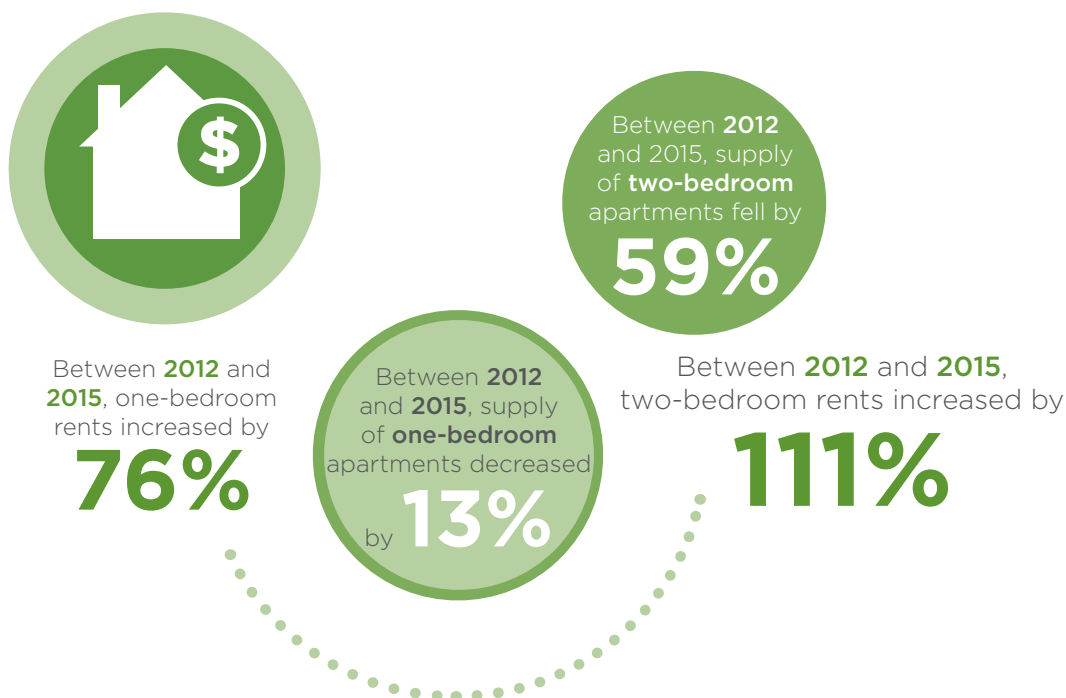 $
Between 2012 and
2015, one-bedroom
rents increased by
76%
Between 2012
and 2015, supply
of one-bedroom
apartments decreased
by 13%
Between 2012
and 2015, supply
of two-bedroom
apartments fell by
59%
Between 2012 and 2015,
two-bedroom rents increased by
111%